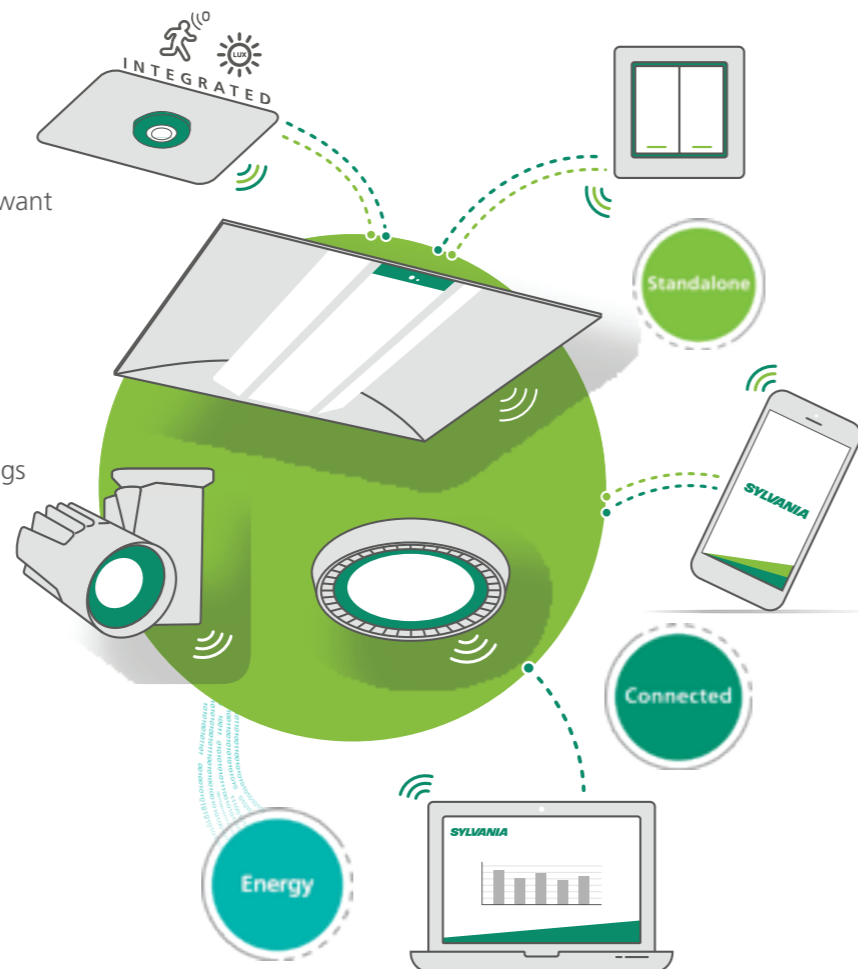 LUX
INTEGRATED
want
Standalone
gs
SYLVANIA
Connected
SYLVANIA
Energy